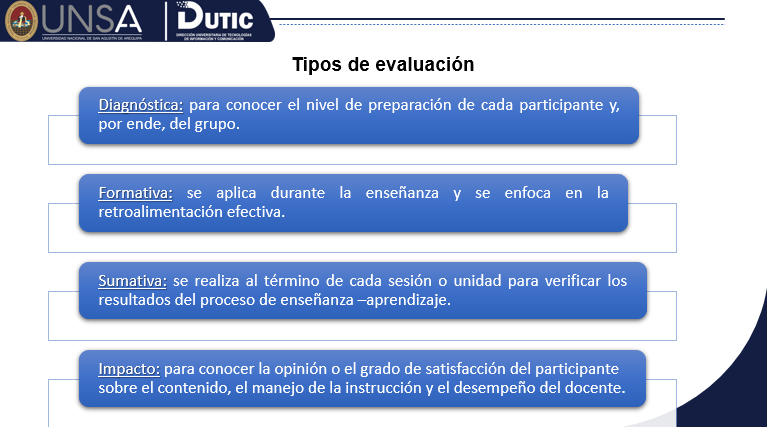 UNSA
UNIVERSIDAD NACIONAL DE SAN AGUSTÍN DE AREQUIPA
DUTIC
DIRECCIÓN UNIVERSITARIA DE TECNOLOGÍAS
DE INFORMACIÓN Y COMUNICACIÓN
Tipos de evaluación
Diagnóstica: para conocer el nivel de preparación de cada participante y,
por ende, del grupo.
Formativa: se aplica durante la enseñanza y se enfoca en la
retroalimentación efectiva.
Sumativa: se realiza al término de cada sesión o unidad para verificar los
resultados del proceso de enseñanza –aprendizaje.
Impacto: para conocer la opinión o el grado de satisfacción del participante
sobre el contenido, el manejo de la instrucción y el desempeño del docente.